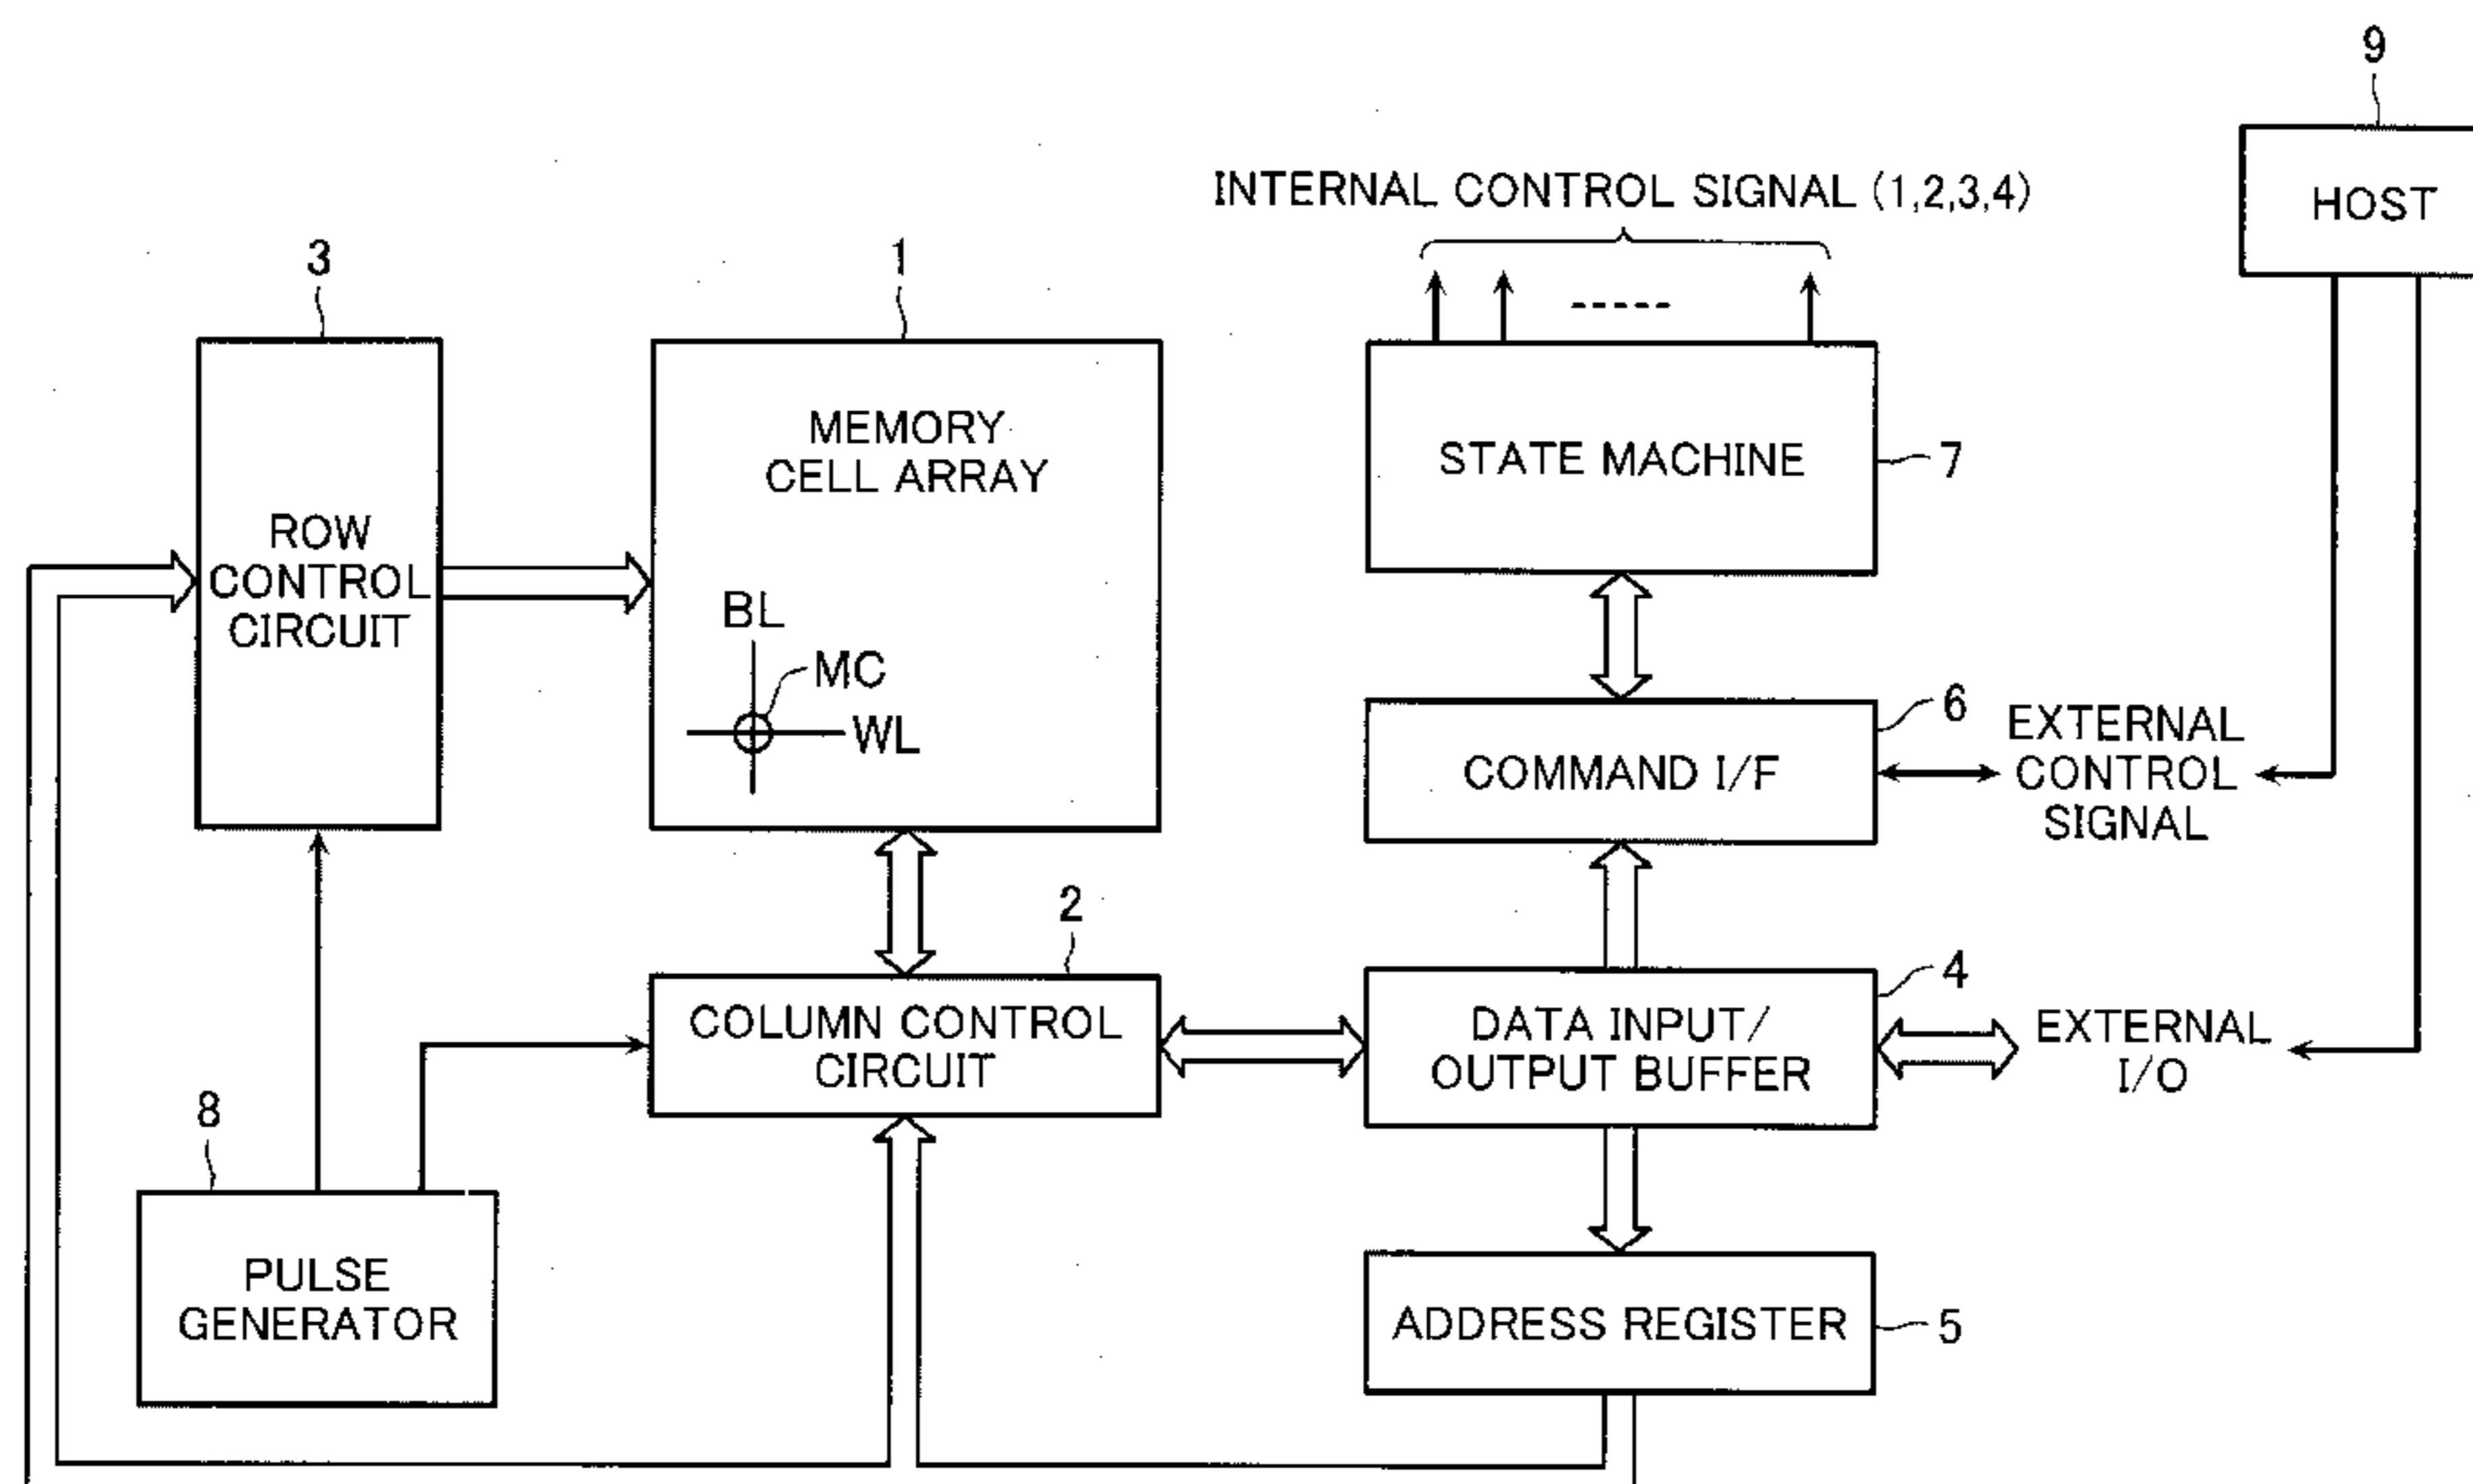 9
HOST
INTERNAL CONTROL SIGNAL (1,2,3,4)
3
1
ROW
CONTROL
CIRCUIT
MEMORY
CELL ARRAY
BL
MC
WL
STATE MACHINE
7
6
COMMAND I/F
EXTERNAL
CONTROL
SIGNAL
2
COLUMN CONTROL
CIRCUIT
4
DATA INPUT/
OUTPUT BUFFER
EXTERNAL
I/O
8
PULSE
GENERATOR
ADDRESS REGISTER
5